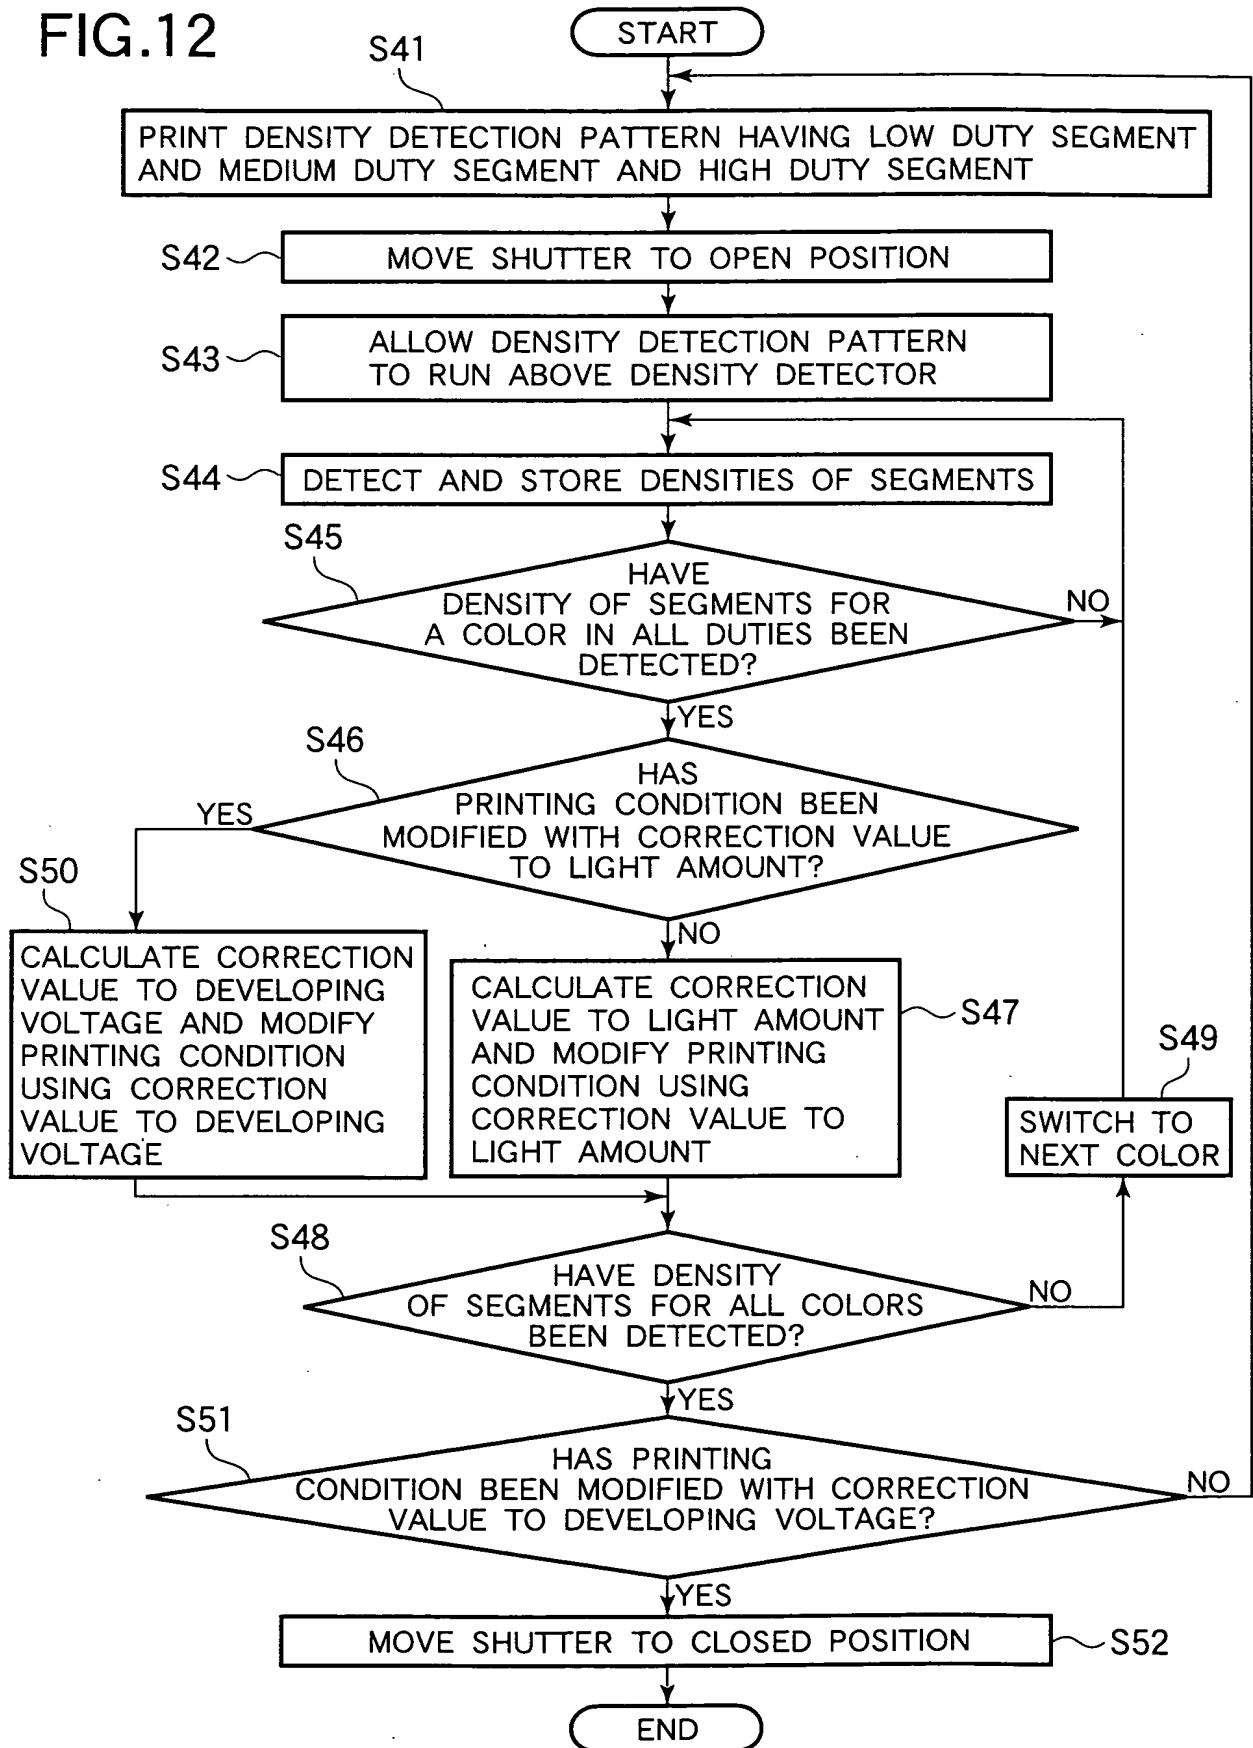 FIG.12
START
S41
PRINT DENSITY DETECTION PATTERN HAVING LOW DUTY SEGMENT
AND MEDIUM DUTY SEGMENT AND HIGH DUTY SEGMENT
S42
MOVE SHUTTER TO OPEN POSITION
S43
ALLOW DENSITY DETECTION PATTERN
TO RUN ABOVE DENSITY DETECTOR
S44
DETECT AND STORE DENSITIES OF SEGMENTS
S45
HAVE
DENSITY OF SEGMENTS FOR
A COLOR IN ALL DUTIES BEEN
DETECTED?
NO
YES
S46
HAS
PRINTING CONDITION BEEN
MODIFIED WITH CORRECTION VALUE
TO LIGHT AMOUNT?
YES
NO
S50
CALCULATE CORRECTION
VALUE TO DEVELOPING
VOLTAGE AND MODIFY
PRINTING CONDITION
USING CORRECTION
VALUE TO DEVELOPING
VOLTAGE
CALCULATE CORRECTION
VALUE TO LIGHT AMOUNT
AND MODIFY PRINTING
CONDITION USING
CORRECTION VALUE TO
LIGHT AMOUNT
S47
S49
SWITCH TO
NEXT COLOR
S48
HAVE DENSITY
OF SEGMENTS FOR ALL COLORS
BEEN DETECTED?
NO
YES
S51
HAS PRINTING
CONDITION BEEN MODIFIED WITH CORRECTION
VALUE TO DEVELOPING VOLTAGE?
NO
YES
MOVE SHUTTER TO CLOSED POSITION
S52
END